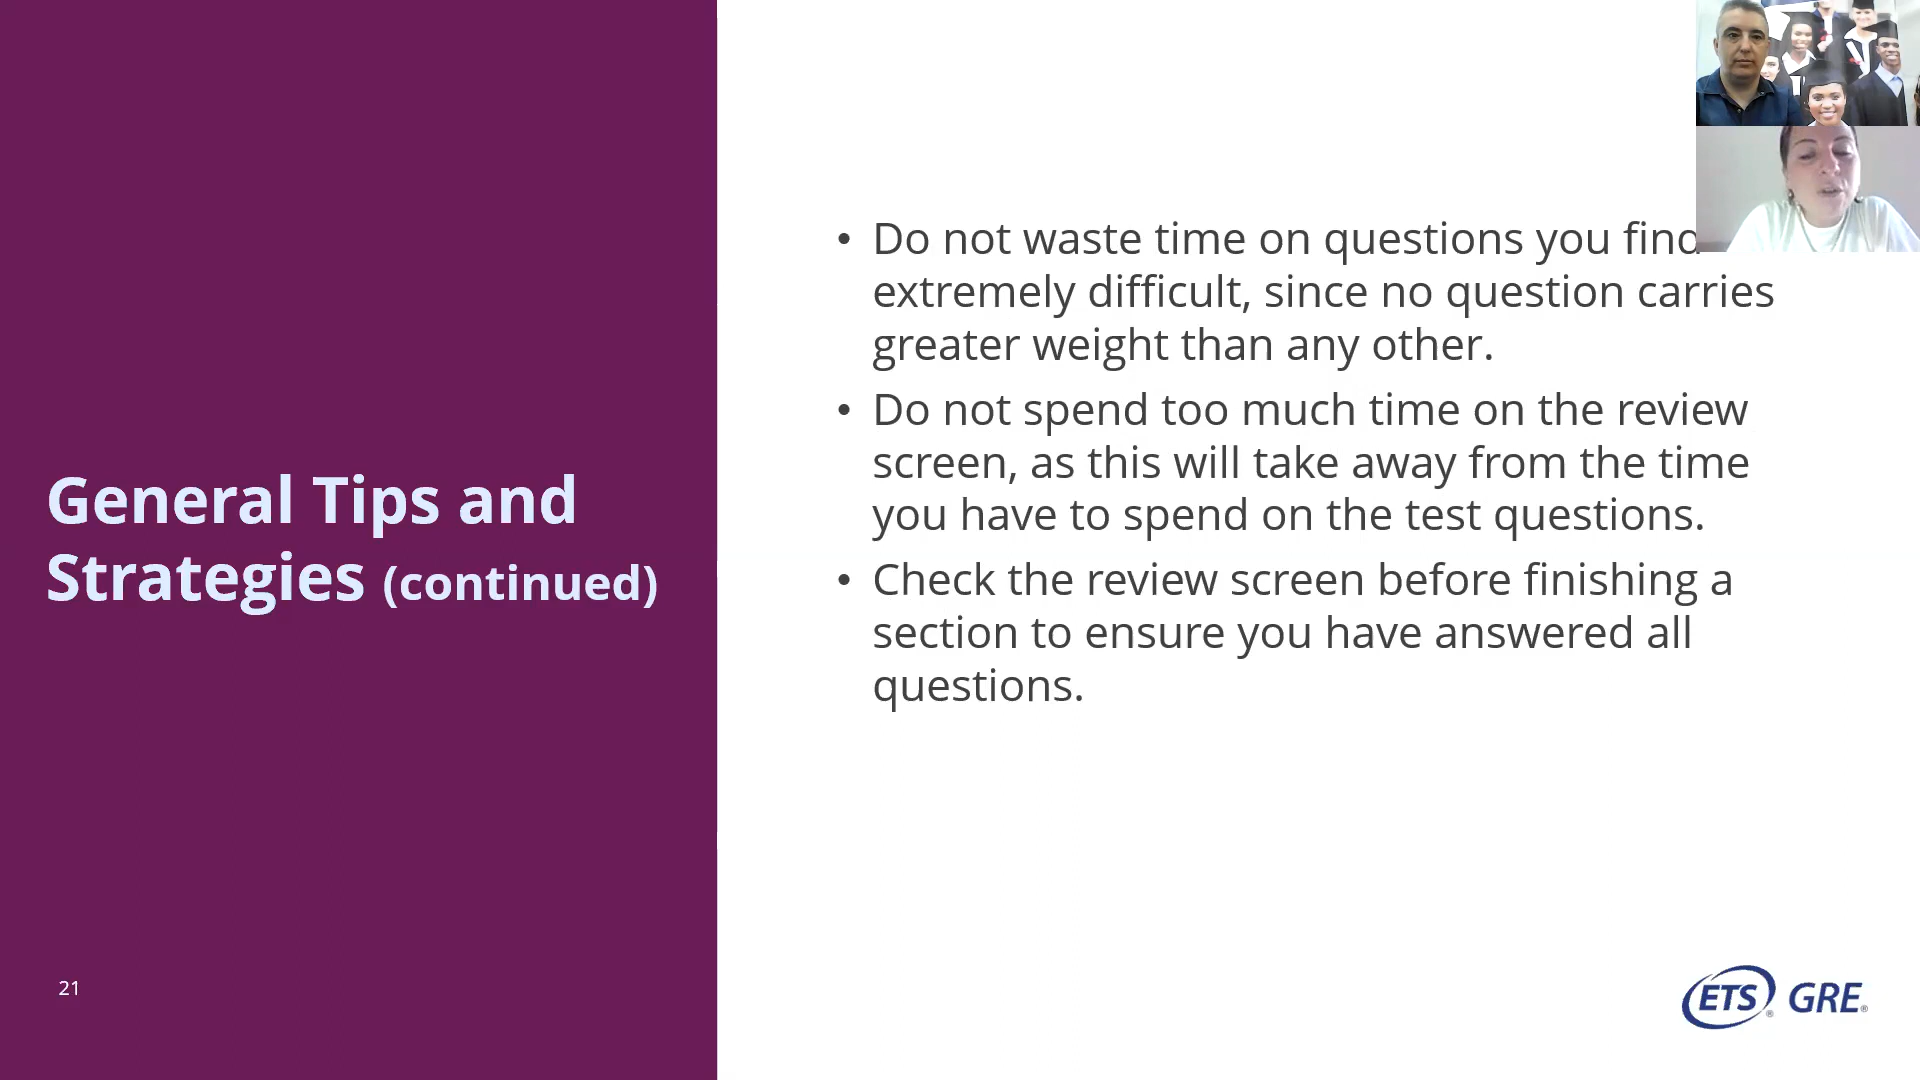 General Tips and
Strategies (continued)
• Do not waste time on questions you find
extremely difficult, since no question carries
greater weight than any other.
• Do not spend too much time on the review
screen, as this will take away from the time
you have to spend on the test questions.
• Check the review screen before finishing a
section to ensure you have answered all
questions.
21
ETS® GRE®